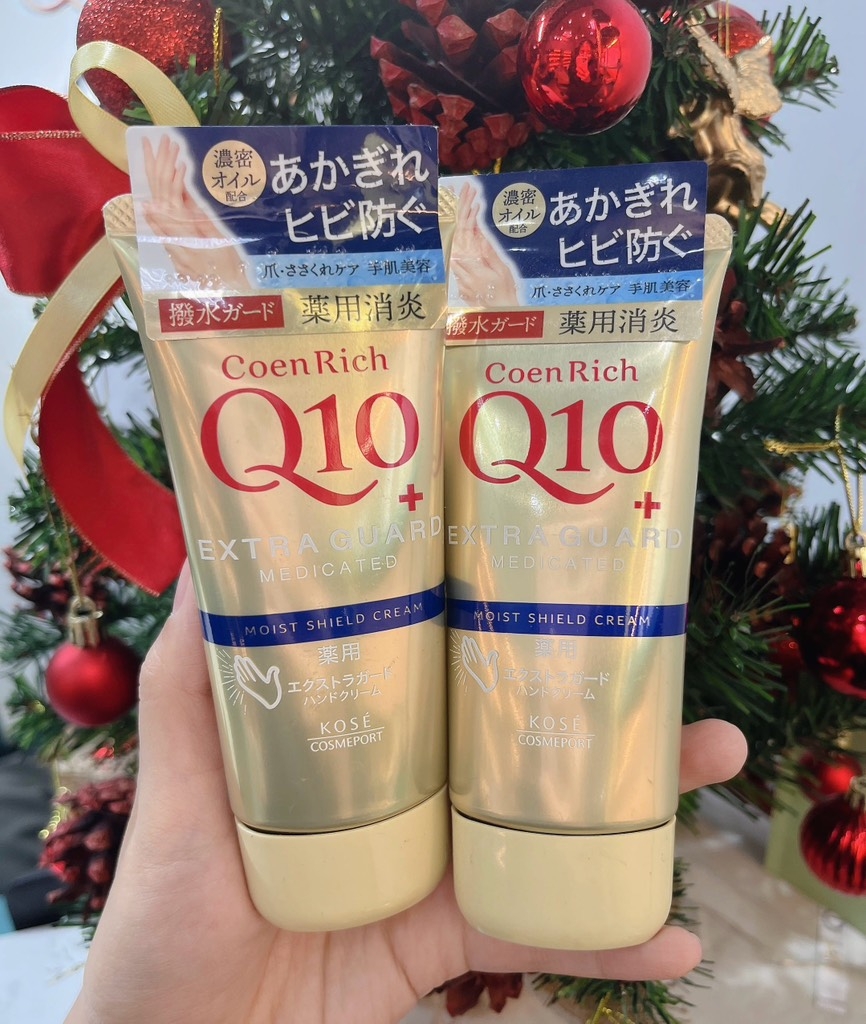 濃密
オイル
配合
あかぎれ
ヒビ防ぐ
爪・ささくれケア 手肌美容
撥水ガード 薬用消炎
Coen Rich
Q10
+
EXTRA GUARD
MEDICATED
MOIST SHIELD CREAM
薬用
エクストラガード
ハンドクリーム
KOSÉ
COSMEPORT
濃密
オイル
配合
あかぎれ
ヒビ防ぐ
爪・ささくれケア 手肌美容
撥水ガード 薬用消炎
Coen Rich
Q10
+
EXTRA GUARD
MEDICATED
MOIST SHIELD CREAM
薬用
エクストラガード
ハンドクリーム
KOSÉ
COSMEPORT